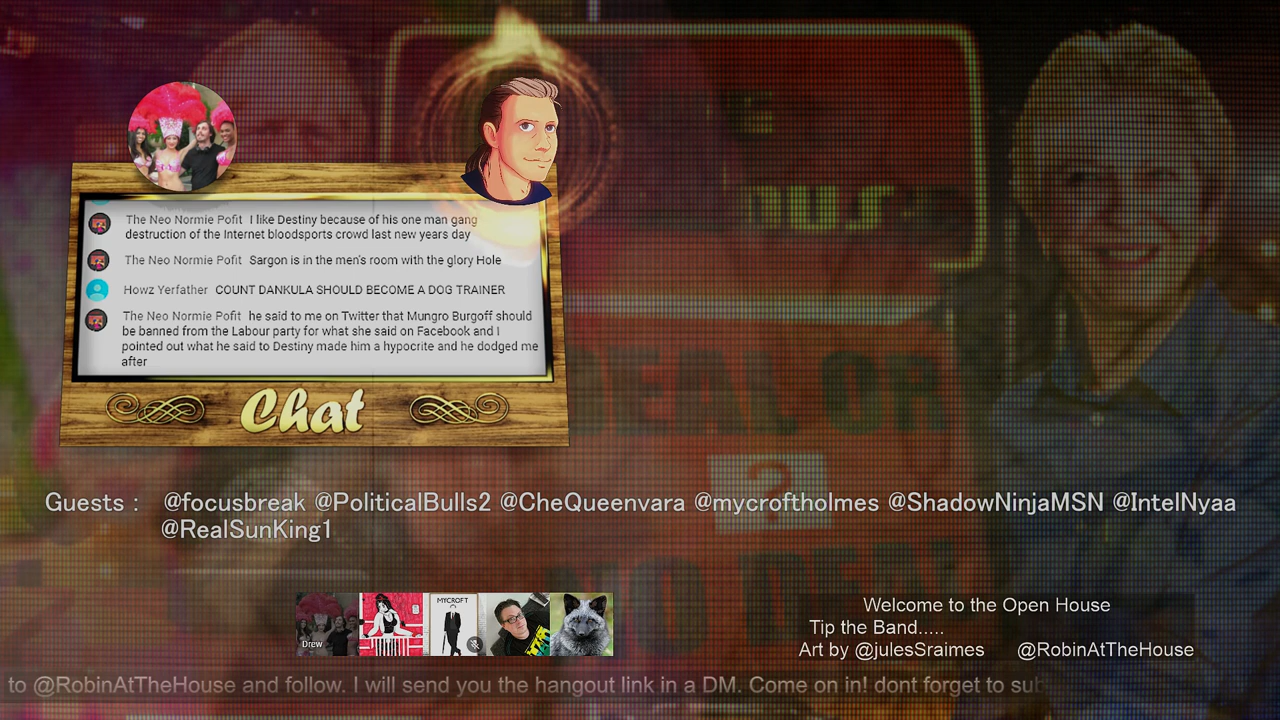 The Neo Normie Pofit I like Destiny because of his one man gang
destruction of the Internet bloodsports crowd last new years day
The Neo Normie Pofit Sargon is in the men's room with the glory Hole
Howz Yerfather COUNT DANKULA SHOULD BECOME A DOG TRAINER
The Neo Normie Pofit he said to me on Twitter that Mungro Burgoff should
be banned from the Labour party for what she said on Facebook and I
pointed out what he said to Destiny made him a hypocrite and he dodged me
after
Chat
DEAL OR
?
NO DEAL
Guests : @focusbreak @PoliticalBulls2 @CheQueenvara @mycroftholmes @ShadowNinjaMSN @IntelNyaa
@RealSunKing1
Drew
MYCROFT
Welcome to the Open House
Tip the Band.....
Art by @julesSraimes @RobinAtTheHouse
to @RobinAtTheHouse and follow. I will send you the hangout link in a DM. Come on in! dont forget to sub